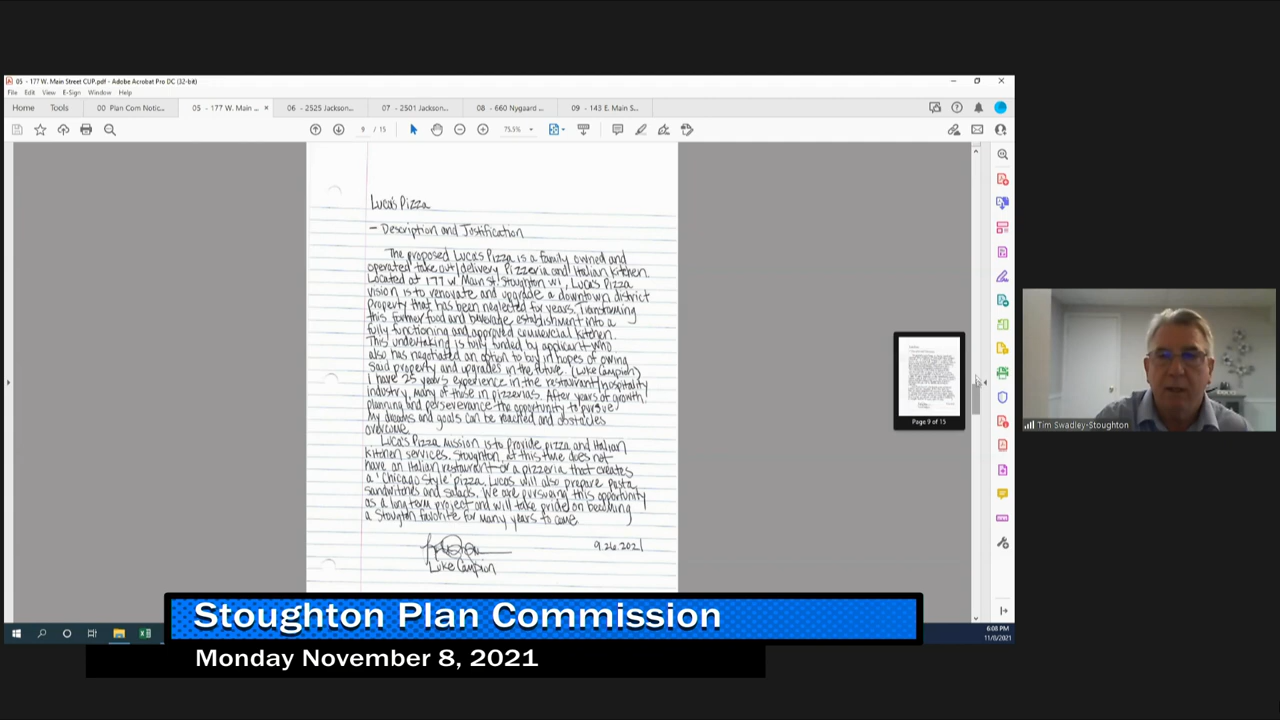 05 - 177 W. Main Street CUP.pdf - Adobe Acrobat Pro DC (32-bit)
File Edit View E-Sign Window Help
Home Tools 00 Plan Com Notic... 05 - 177 W. Main ... × 06 - 2525 Jackson... 07 - 2501 Jackson... 08 - 660 Nygaard ... 09 - 143 E. Main S...
9 / 15 75.5%
Luca's Pizza
- Description and Justification
The proposed Luca's Pizza is a family owned and
operated take out/delivery Pizzeria and Italian Kitchen.
Located at 177 W Main St. Stoughton WI, Luca's Pizza
vision is to renovate and upgrade a downtown district
property that has been neglected for years. Transforming
this former food and beverage establishment into a
fully functioning and approved commercial kitchen.
This undertaking is fully funded by applicant who
also has negotiated an option to buy in hopes of owing
said property and upgrades in the future. (Luke Campion)
I have 25 years experience in the restaurant/hospitality
industry, many of those in pizzerias. After years of growth,
planning and perseverance the opportunity to pursue
my dreams and goals can be reached and obstacles
overcome.
Luca's Pizza mission is to provide pizza and Italian
kitchen services. Stoughton, at this time does not
have an Italian restaurant or a pizzeria that creates
a "Chicago Style" pizza. Lucas will also prepare pasta,
sandwiches and salads. We are pursuing this opportunity
as a long term project and will take pride on becoming
a Stougton favorite for many years to come.
9.26.2021
Luke Campion
Page 9 of 15
Tim Swadley-Stoughton
6:08 PM
11/8/2021
Stoughton Plan Commission
Monday November 8, 2021